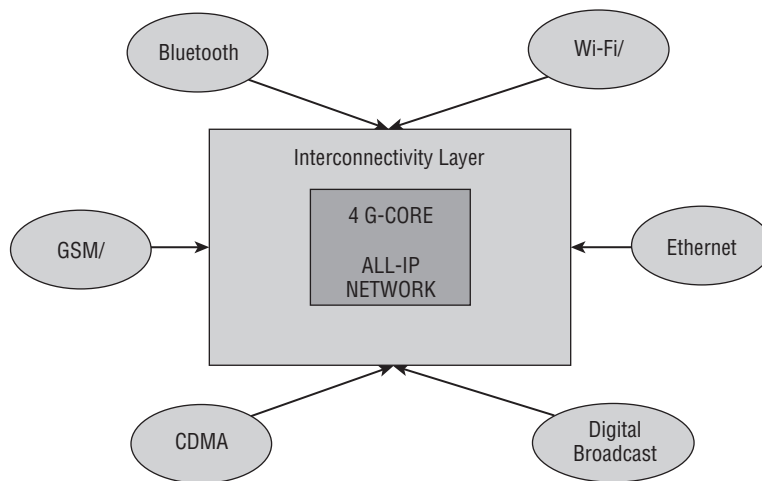 Bluetooth
Wi-Fi/
Interconnectivity Layer
4 G-CORE
ALL-IP
NETWORK
GSM/
Ethernet
CDMA
Digital
Broadcast